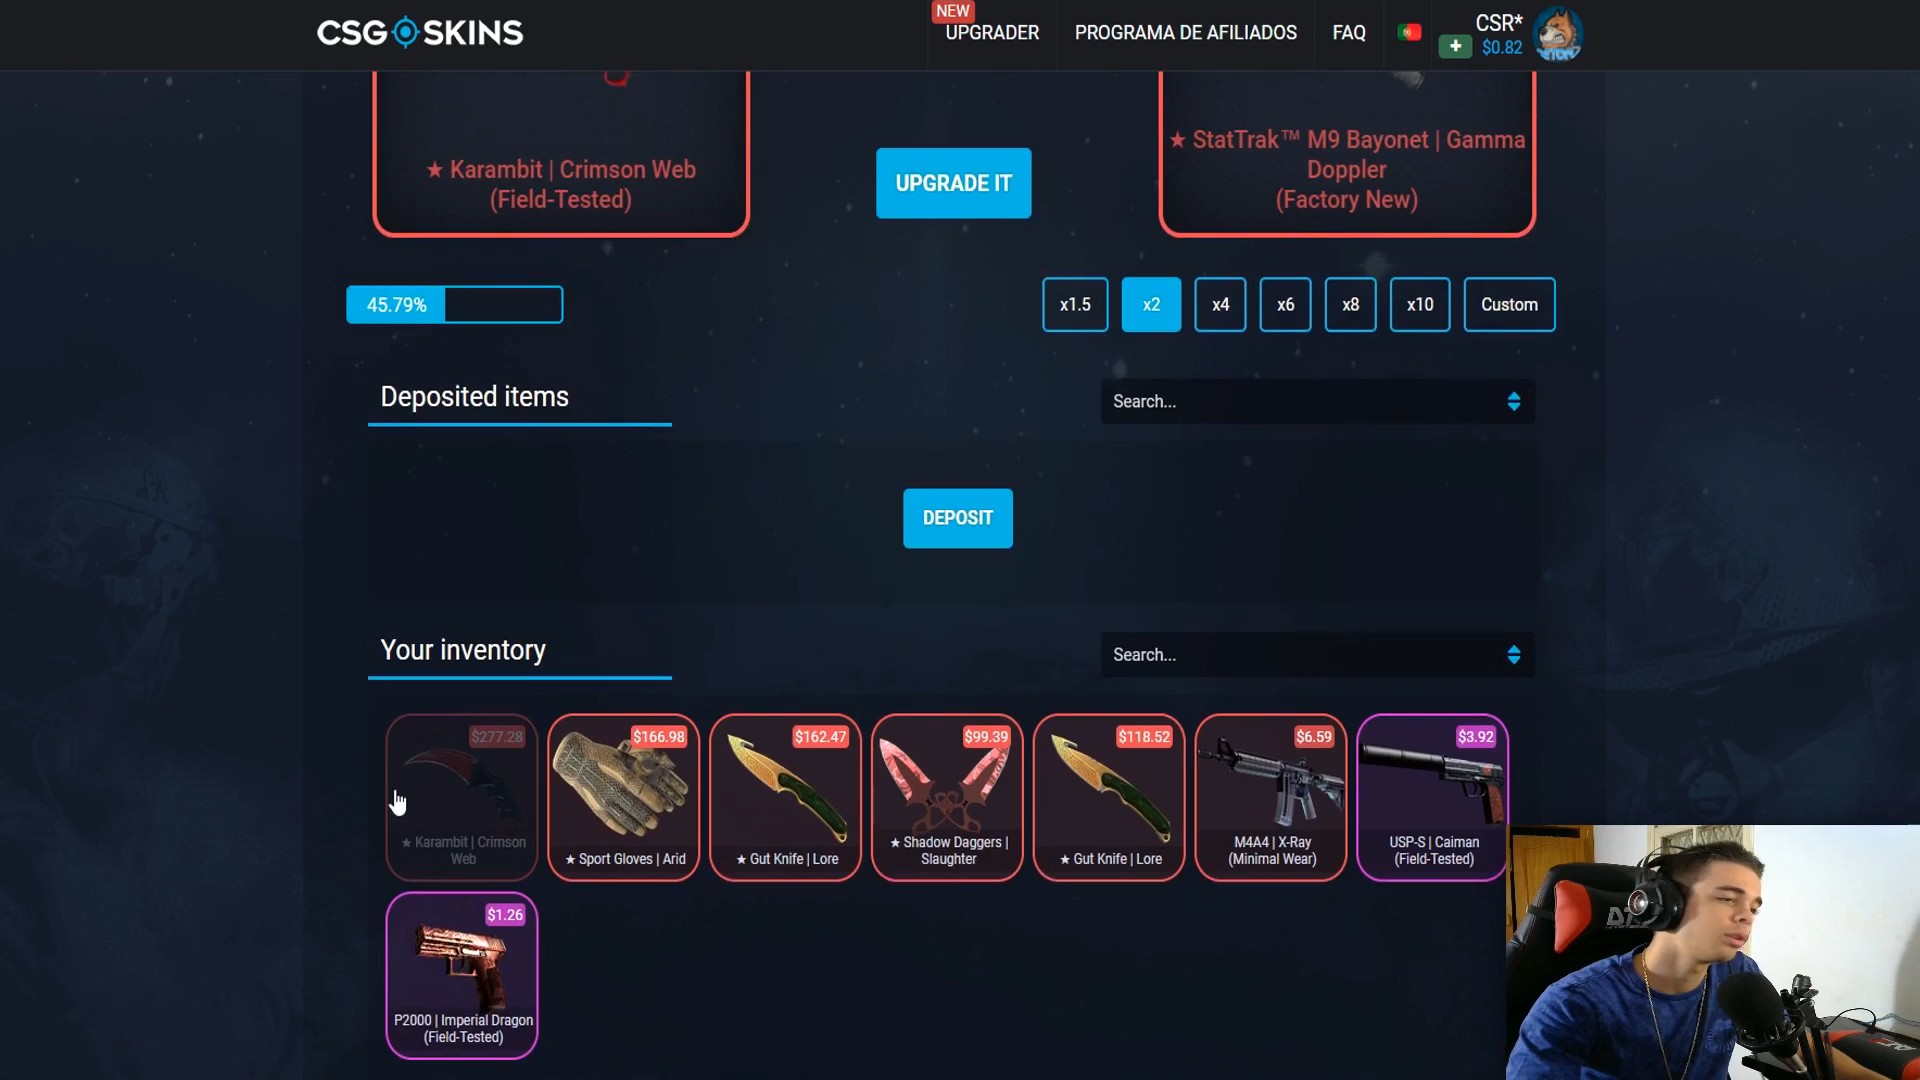 CSG SKINS
NEW
UPGRADER
PROGRAMA DE AFILIADOS
FAQ
CSR*
$0.82
★ Karambit | Crimson Web
(Field-Tested)
UPGRADE IT
★ StatTrak™ M9 Bayonet | Gamma
Doppler
(Factory New)
45.79%
x1.5
x2
x4
x6
x8
x10
Custom
Deposited items
Search...
DEPOSIT
Your inventory
Search...
$277.28
★ Karambit | Crimson
Web
$166.98
★ Sport Gloves | Arid
$162.47
★ Gut Knife | Lore
$99.39
★ Shadow Daggers |
Slaughter
$118.52
★ Gut Knife | Lore
$6.59
M4A4 | X-Ray
(Minimal Wear)
$3.92
USP-S | Caiman
(Field-Tested)
$1.26
P2000 | Imperial Dragon
(Field-Tested)